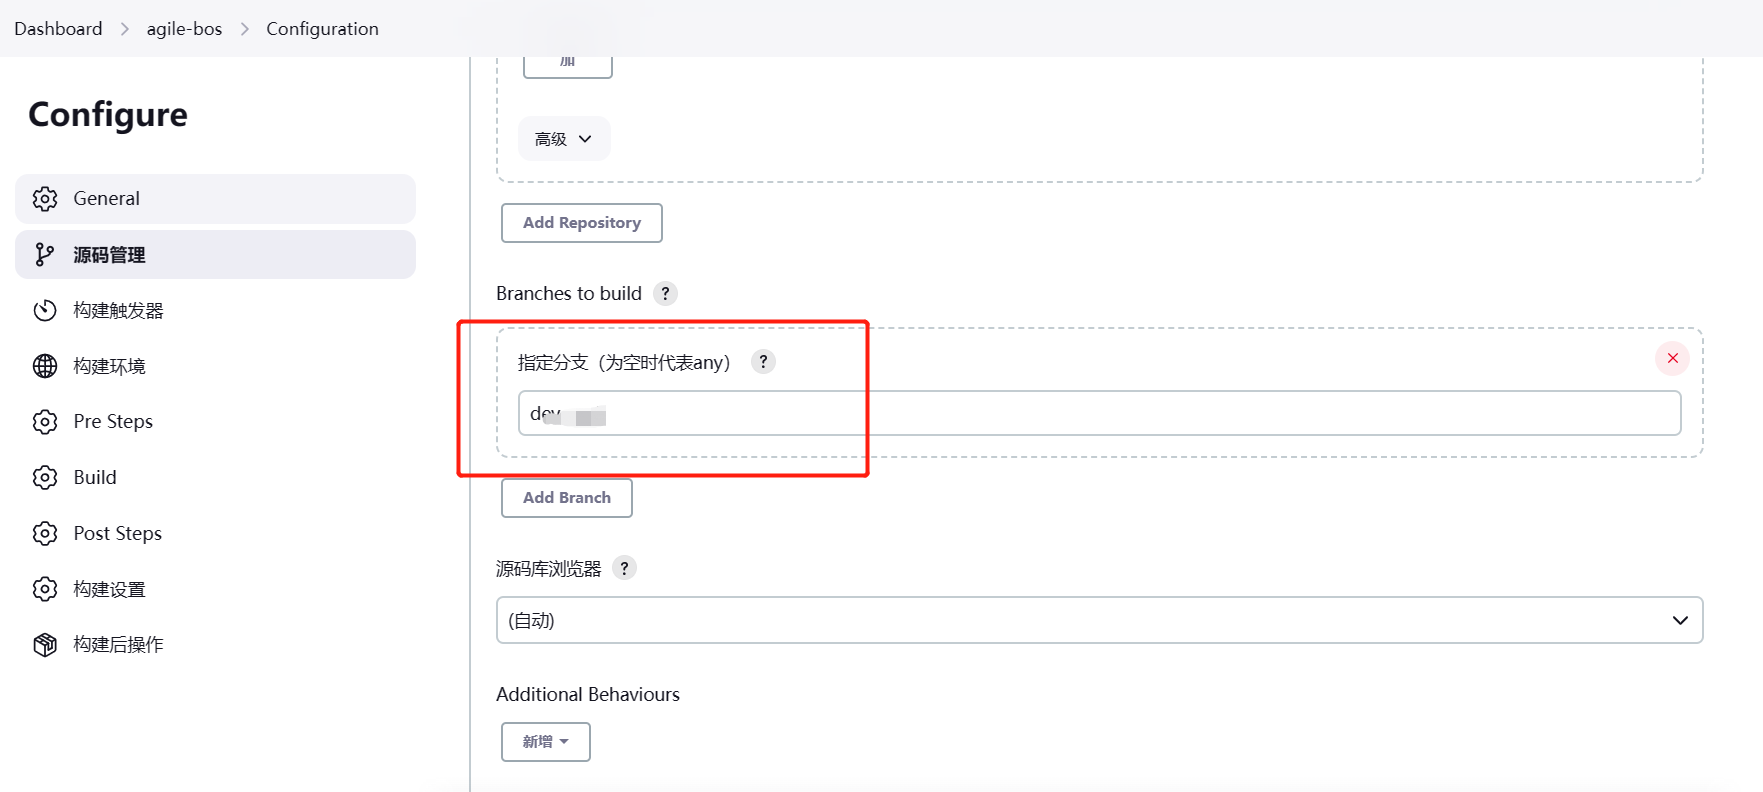 Dashboard > agile-bos > Configuration
Configure
General
源码管理
构建触发器
构建环境
Pre Steps
Build
Post Steps
构建设置
构建后操作
高级
Add Repository
Branches to build ?
指定分支（为空时代表any） ?
dev
Add Branch
源码库浏览器 ?
(自动)
Additional Behaviours
新增